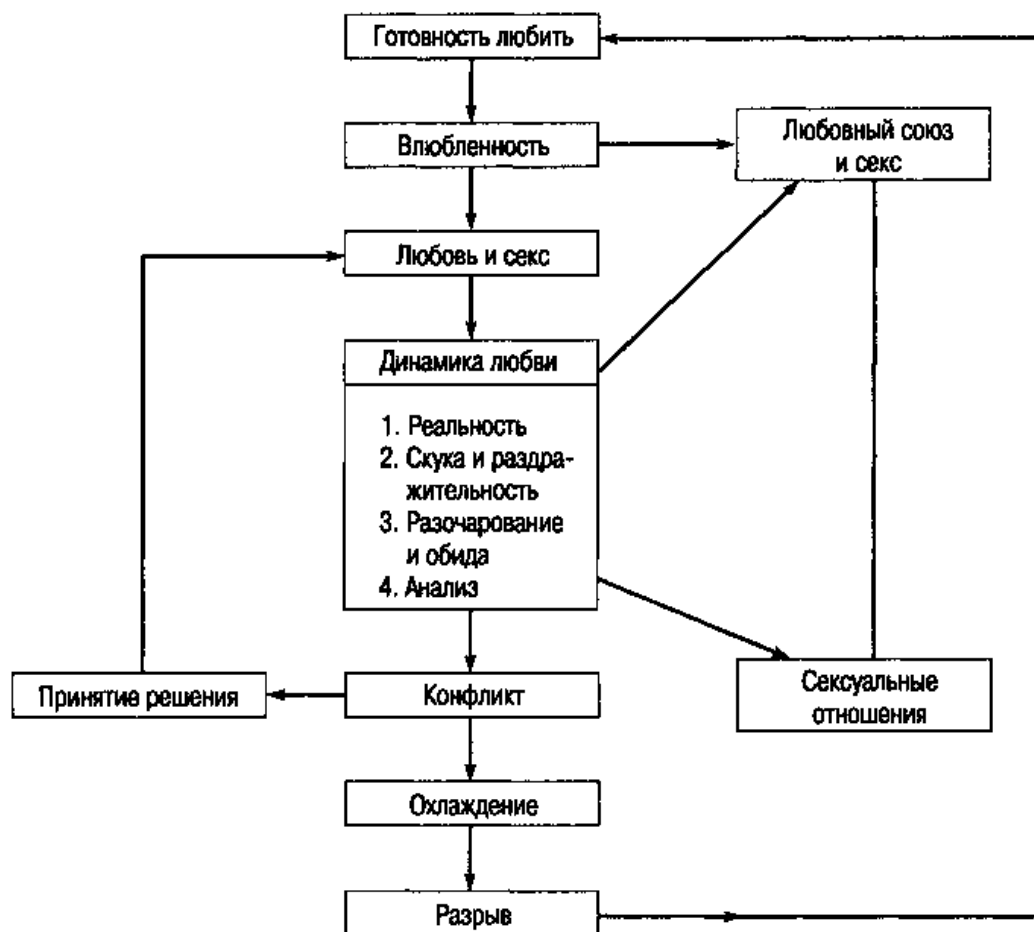 Готовность любить
Влюбленность
Любовный союз
и секс
Любовь и секс
Динамика любви
1. Реальность
2. Скука и раздра-
жительность
3. Разочарование
и обида
4. Анализ
Принятие решения
Конфликт
Сексуальные
отношения
Охлаждение
Разрыв